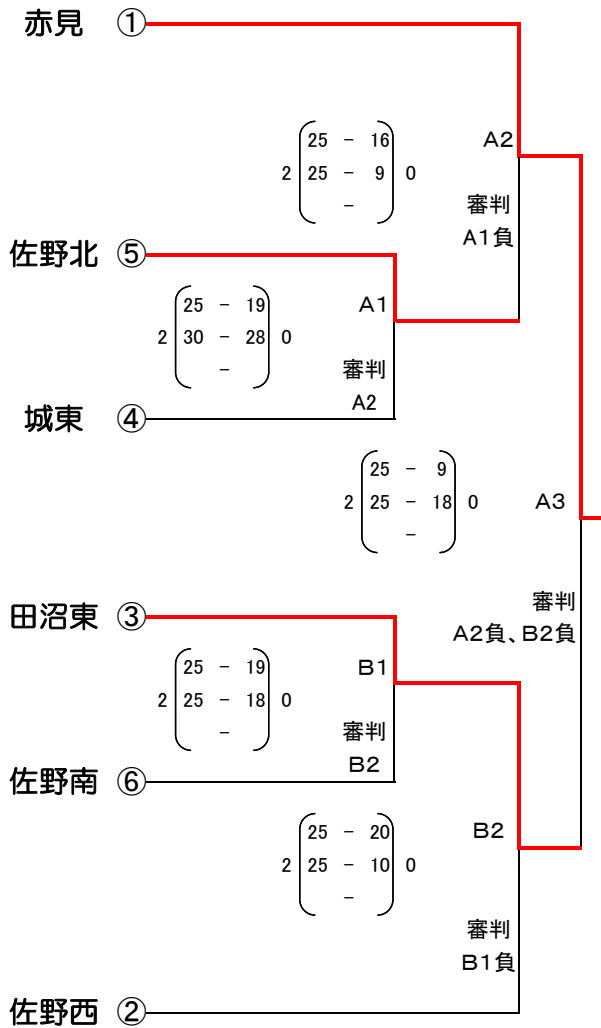 赤見 ①
25 - 16
A2
2 25 - 9 0
-
審判
A1負
佐野北 ⑤
25 - 19
A1
2 30 - 28 0
-
審判
A2
城東 ④
25 - 9
2 25 - 18 0
A3
-
審判
A2負、B2負
田沼東 ③
25 - 19
B1
2 25 - 18 0
-
審判
B2
佐野南 ⑥
25 - 20
B2
2 25 - 10 0
-
審判
B1負
佐野西 ②